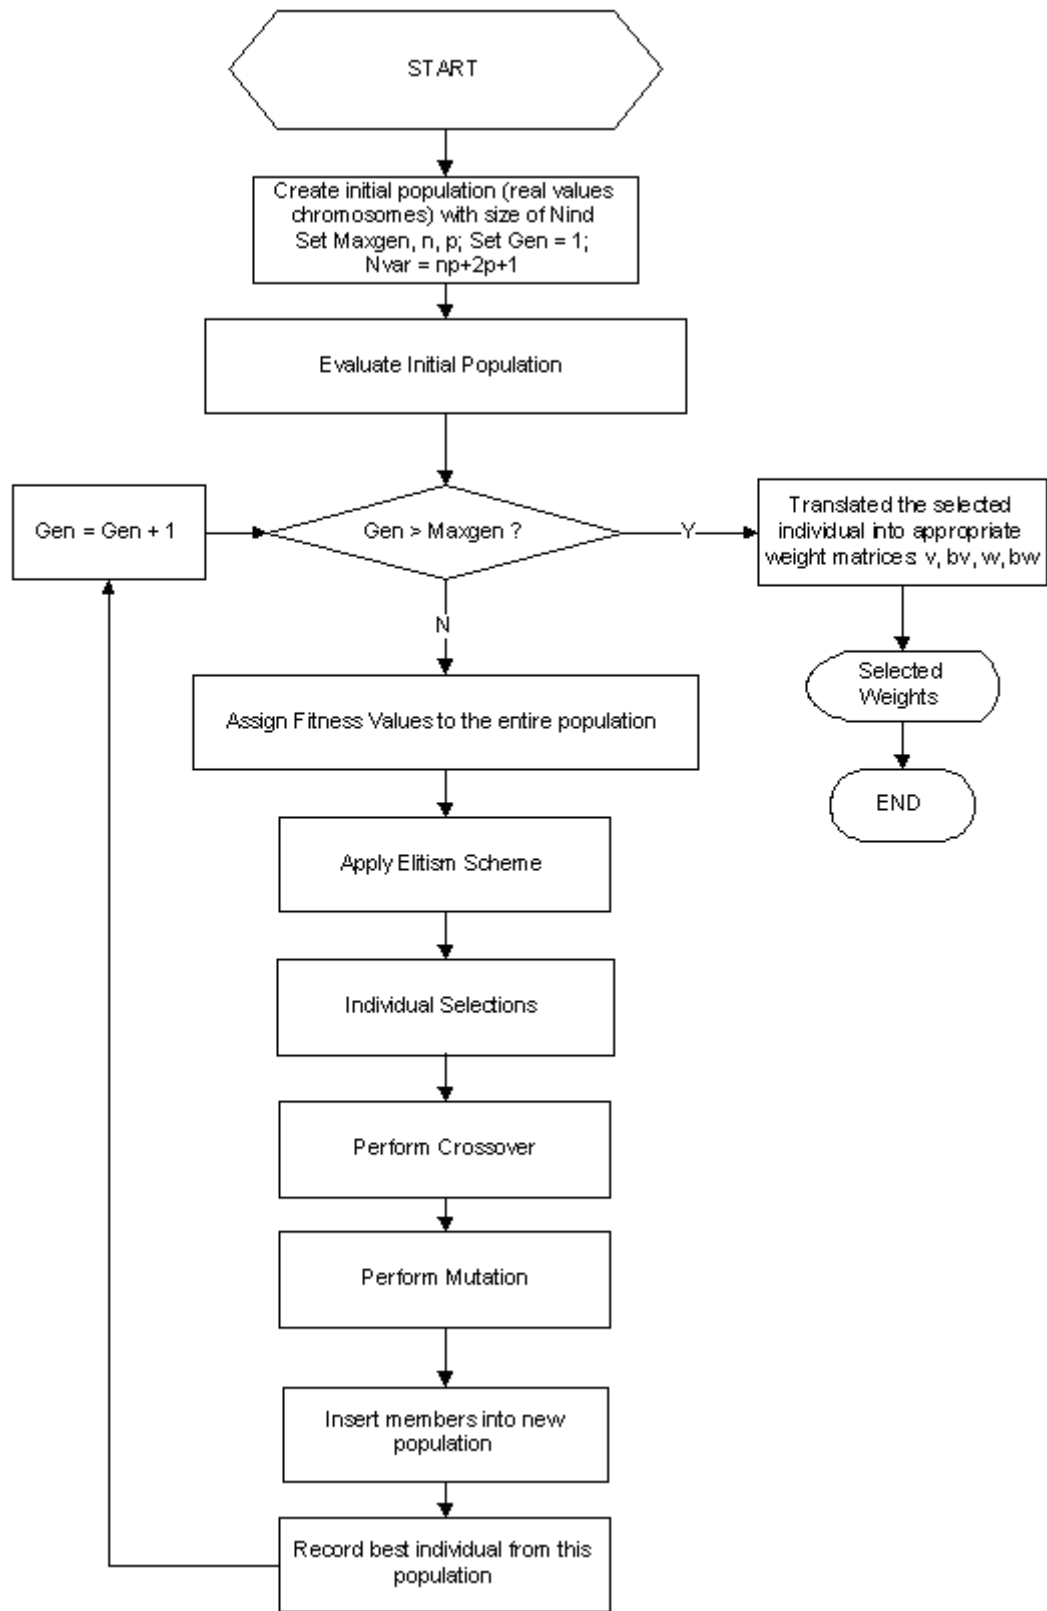 START
Create initial population (real values
chromosomes) with size of Nind
Set Maxgen, n, p; Set Gen = 1;
Nvar = np+2p+1
Evaluate Initial Population
Gen = Gen + 1
Gen > Maxgen ?
Y
Translated the selected
individual into appropriate
weight matrices: v, bv, w, bw
N
Selected
Weights
Assign Fitness Values to the entire population
END
Apply Elitism Scheme
Individual Selections
Perform Crossover
Perform Mutation
Insert members into new
population
Record best individual from this
population